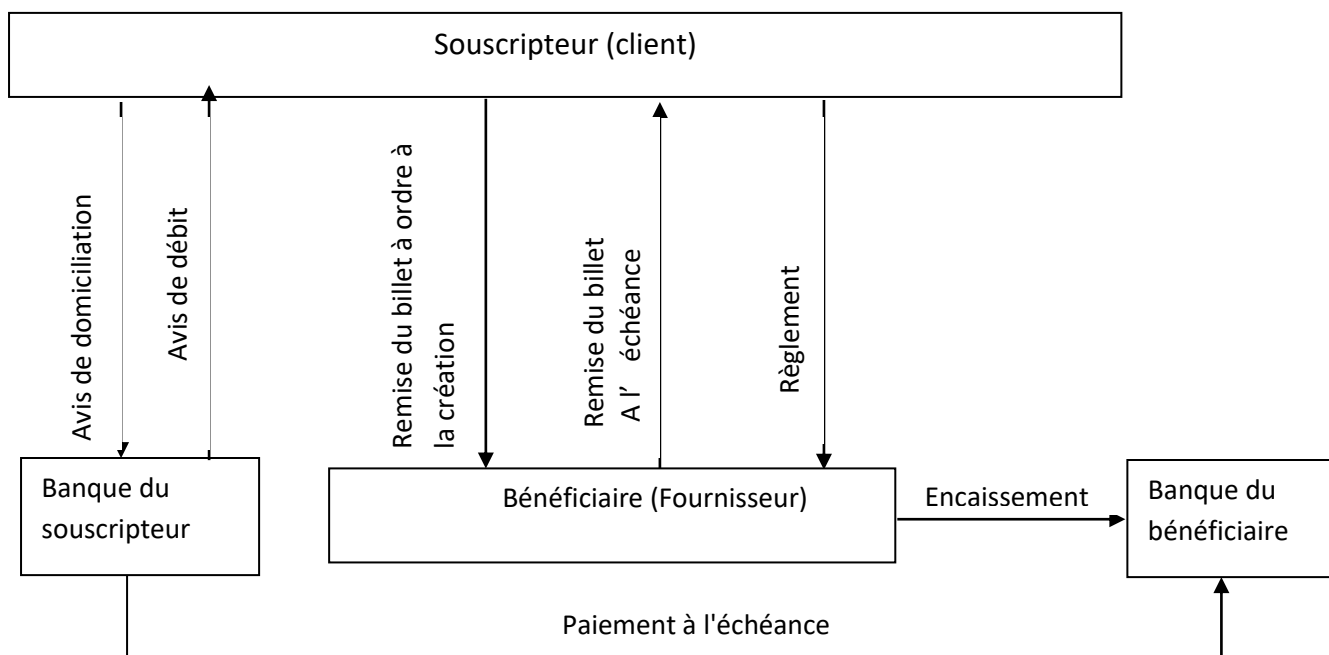 Souscripteur (client)
Avis de domiciliation
Avis de débit
Remise du billet à ordre à
la création
Remise du billet
A l’ échéance
Règlement
Banque du
souscripteur
Bénéficiaire (Fournisseur)
Encaissement
Banque du
bénéficiaire
Paiement à l'échéance